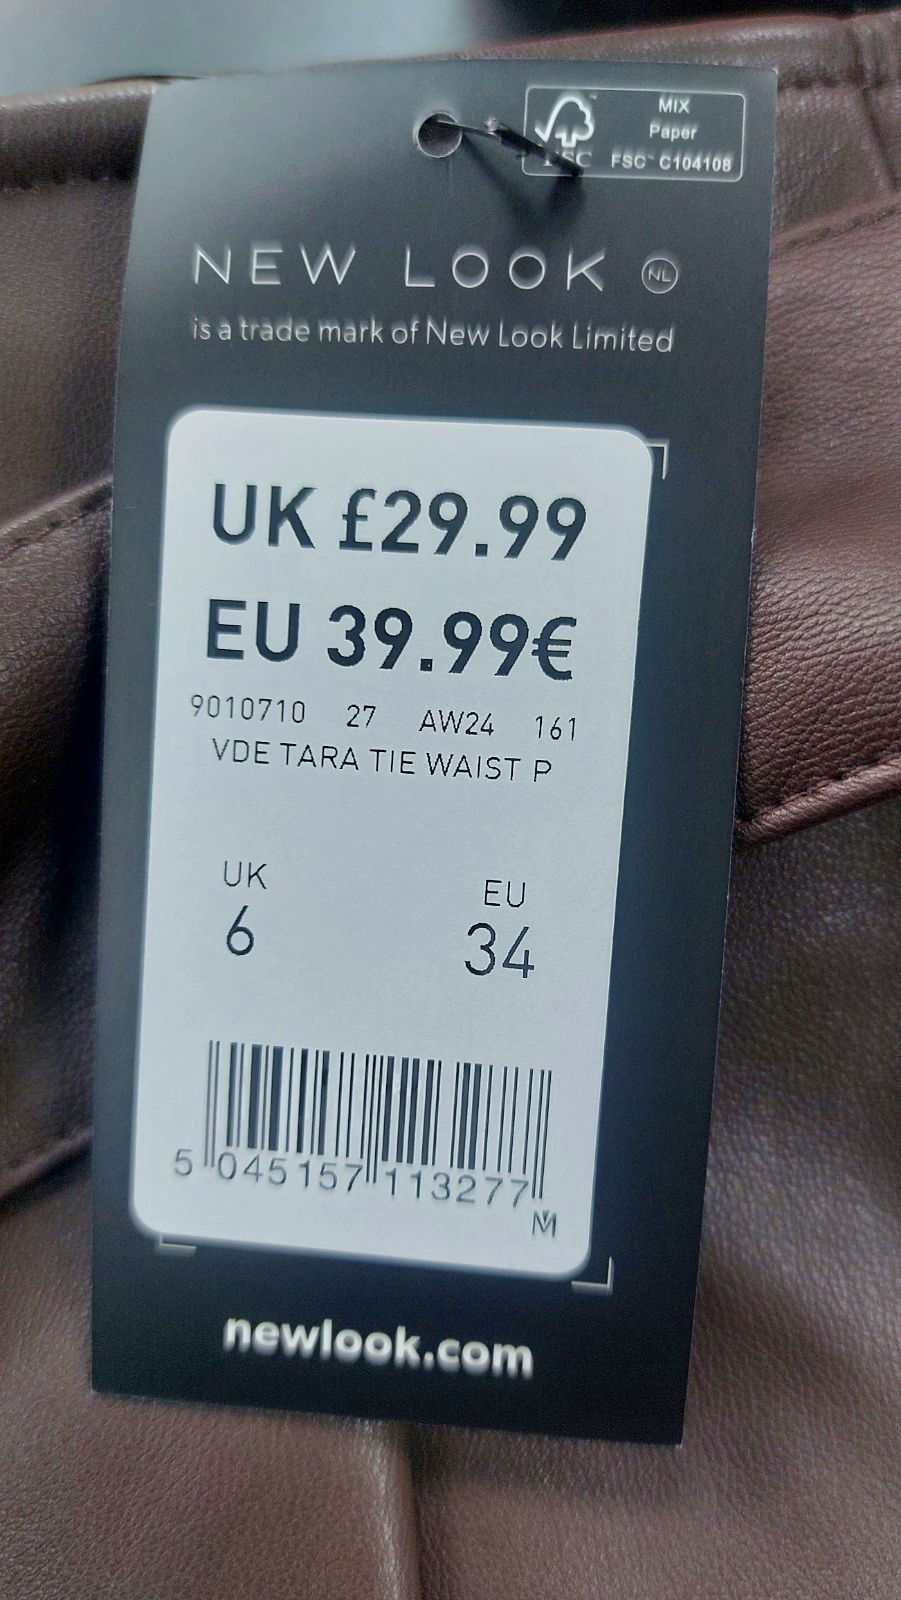 MIX
Paper
FSC FSC™ C104108
NEW LOOK NL
is a trade mark of New Look Limited
UK £29.99
EU 39.99€
9010710 27 AW24 161
VDE TARA TIE WAIST P
UK EU
6 34
5 045157 113277
M
newlook.com